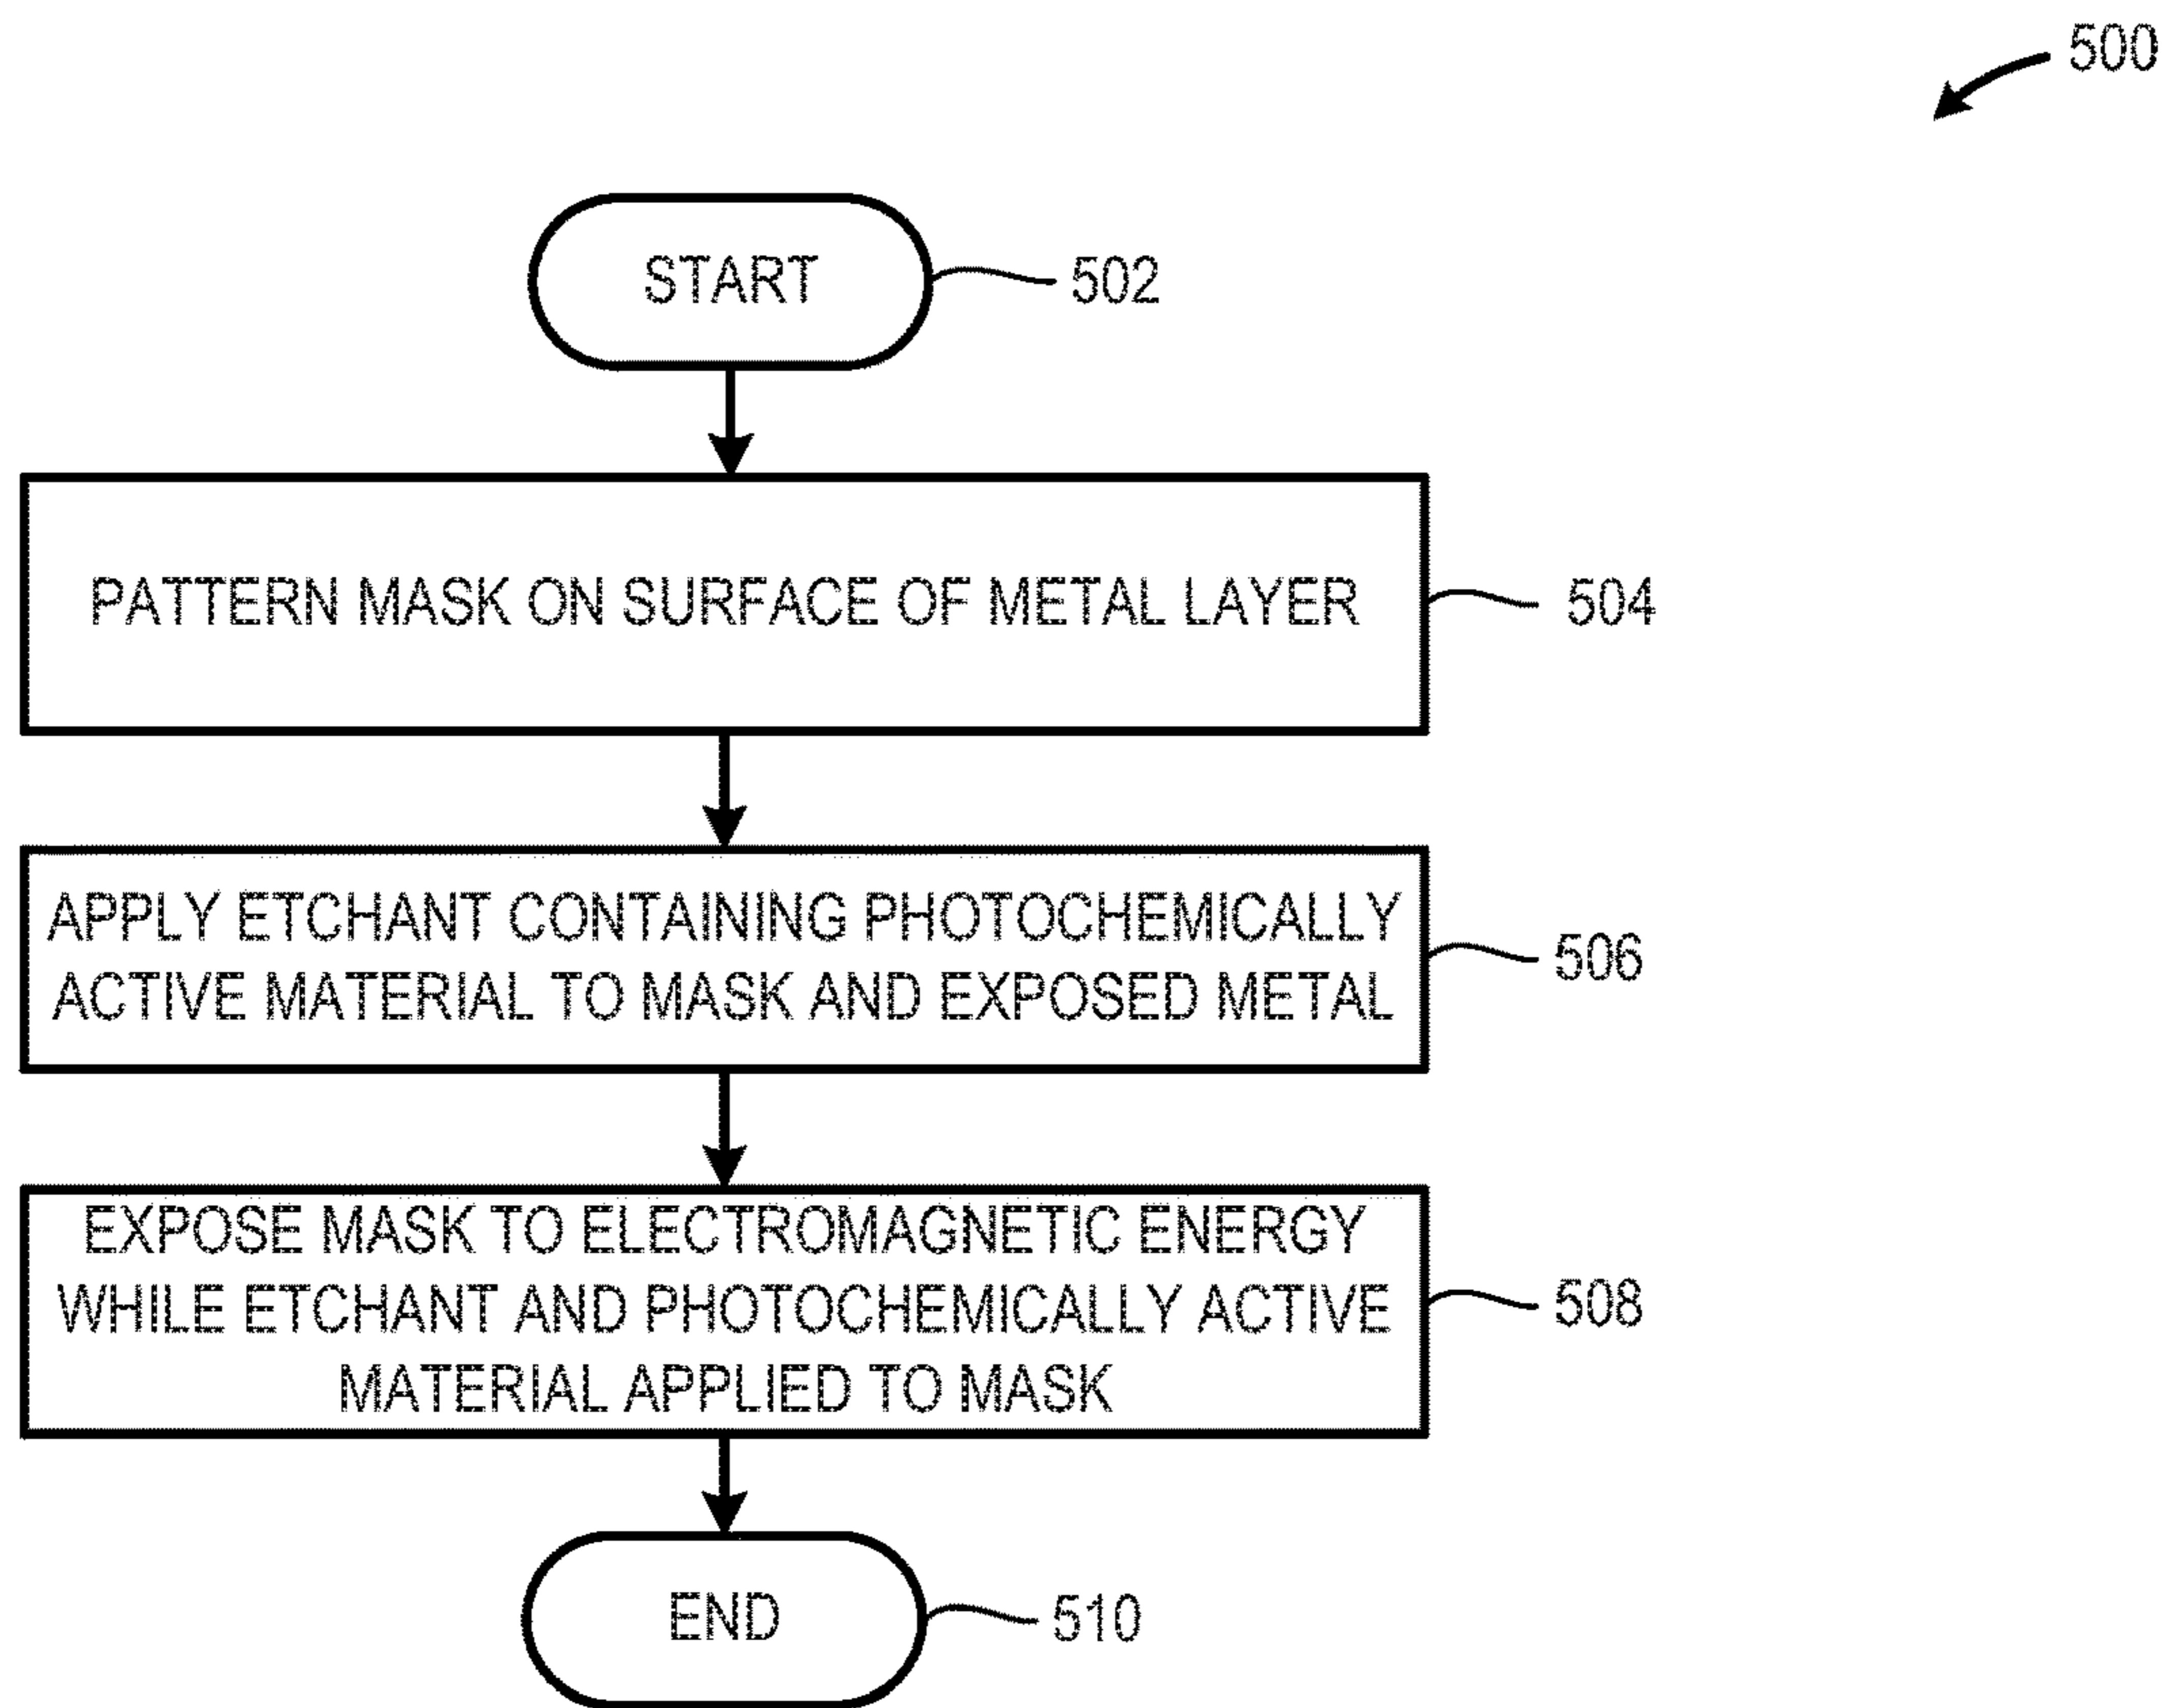 500
START
502
PATTERN MASK ON SURFACE OF METAL LAYER
504
APPLY ETCHANT CONTAINING PHOTOCHEMICALLY
ACTIVE MATERIAL TO MASK AND EXPOSED METAL
506
EXPOSE MASK TO ELECTROMAGNETIC ENERGY
WHILE ETCHANT AND PHOTOCHEMICALLY ACTIVE
MATERIAL APPLIED TO MASK
508
END
510